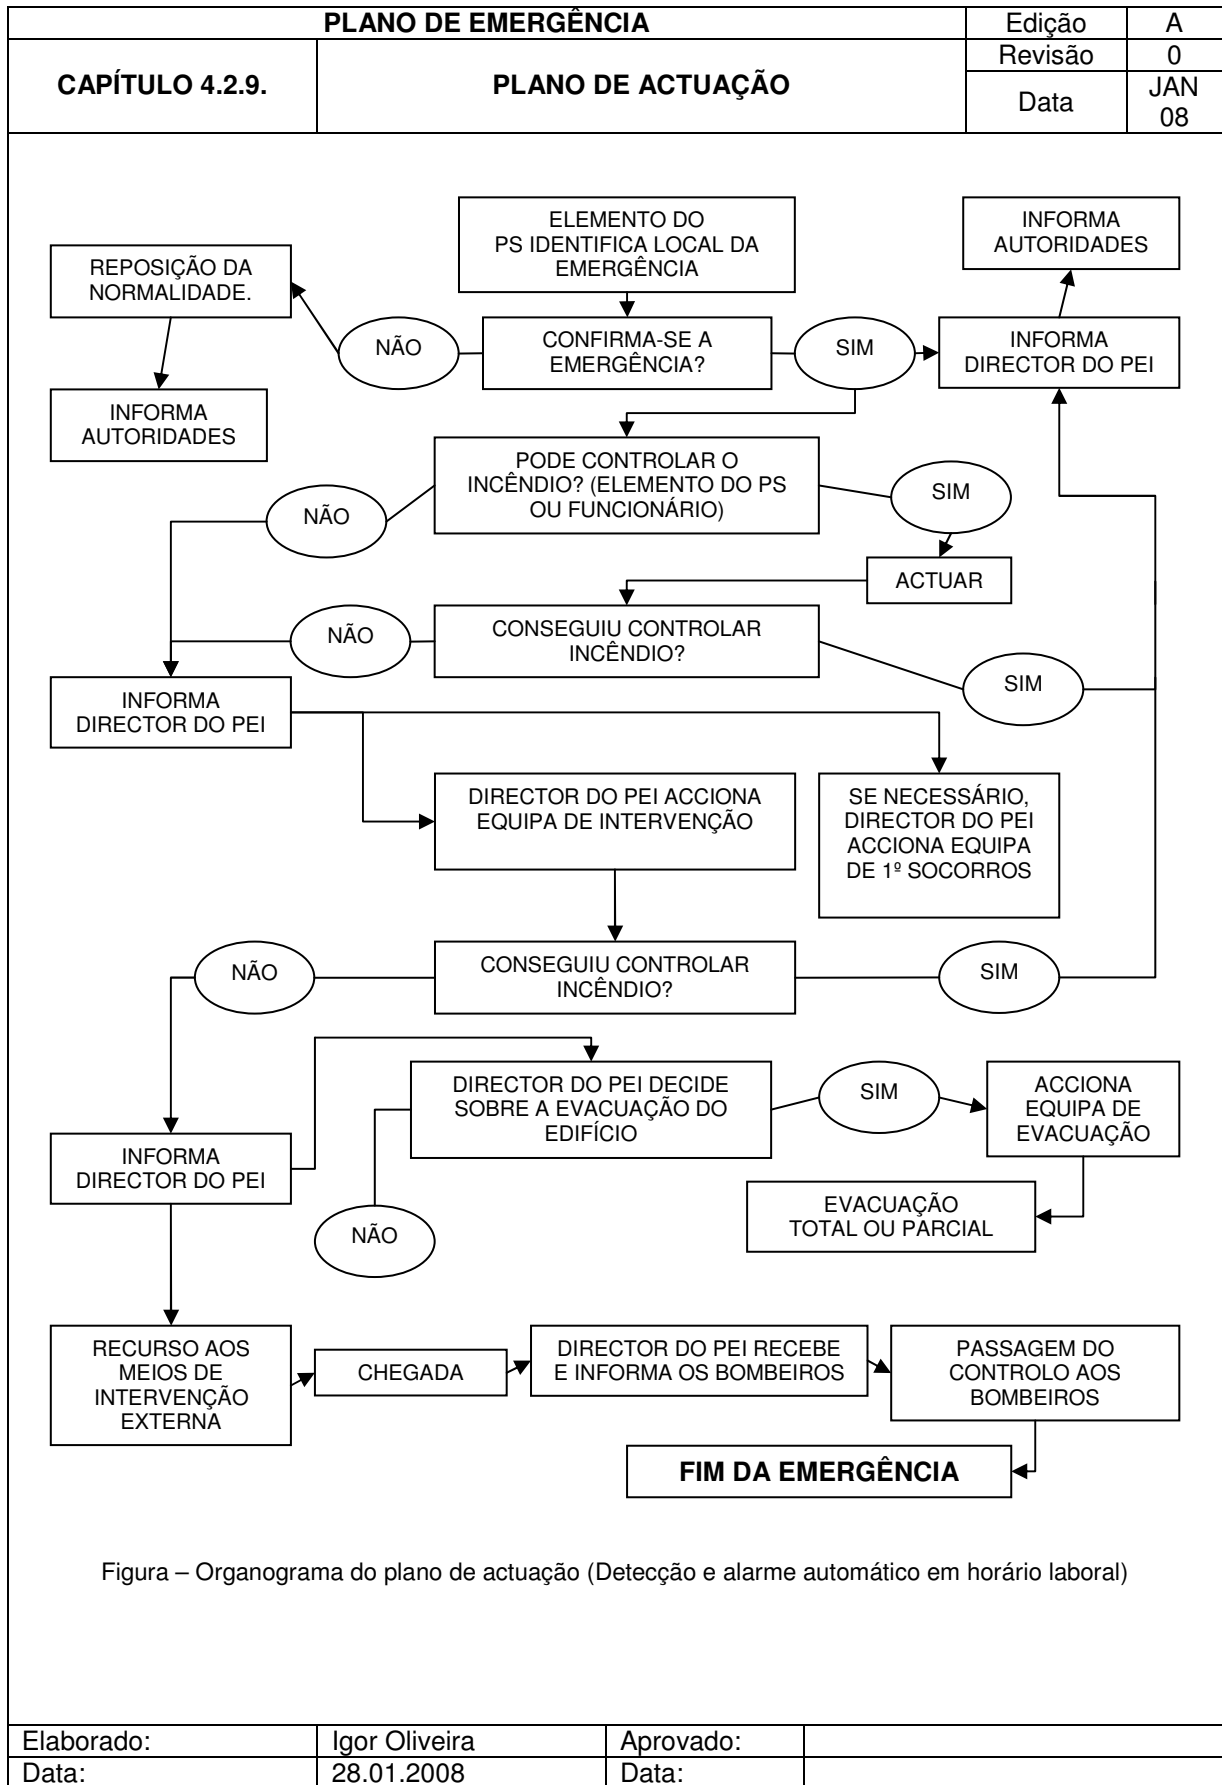 PLANO DE EMERGÊNCIA
Edição
A
CAPÍTULO 4.2.9.
PLANO DE ACTUAÇÃO
Revisão
0
Data
JAN
08
ELEMENTO DO
PS IDENTIFICA LOCAL DA
EMERGÊNCIA
INFORMA
AUTORIDADES
REPOSIÇÃO DA
NORMALIDADE.
NÃO
CONFIRMA-SE A
EMERGÊNCIA?
SIM
INFORMA
DIRECTOR DO PEI
INFORMA
AUTORIDADES
PODE CONTROLAR O
INCÊNDIO? (ELEMENTO DO PS
OU FUNCIONÁRIO)
NÃO
SIM
ACTUAR
NÃO
CONSEGUIU CONTROLAR
INCÊNDIO?
SIM
INFORMA
DIRECTOR DO PEI
DIRECTOR DO PEI ACCIONA
EQUIPA DE INTERVENÇÃO
SE NECESSÁRIO,
DIRECTOR DO PEI
ACCIONA EQUIPA
DE 1º SOCORROS
NÃO
CONSEGUIU CONTROLAR
INCÊNDIO?
SIM
DIRECTOR DO PEI DECIDE
SOBRE A EVACUAÇÃO DO
EDIFÍCIO
SIM
ACCIONA
EQUIPA DE
EVACUAÇÃO
INFORMA
DIRECTOR DO PEI
NÃO
EVACUAÇÃO
TOTAL OU PARCIAL
RECURSO AOS
MEIOS DE
INTERVENÇÃO
EXTERNA
CHEGADA
DIRECTOR DO PEI RECEBE
E INFORMA OS BOMBEIROS
PASSAGEM DO
CONTROLO AOS
BOMBEIROS
FIM DA EMERGÊNCIA
Figura – Organograma do plano de actuação (Detecção e alarme automático em horário laboral)
Elaborado:
Igor Oliveira
Aprovado:
Data:
28.01.2008
Data: